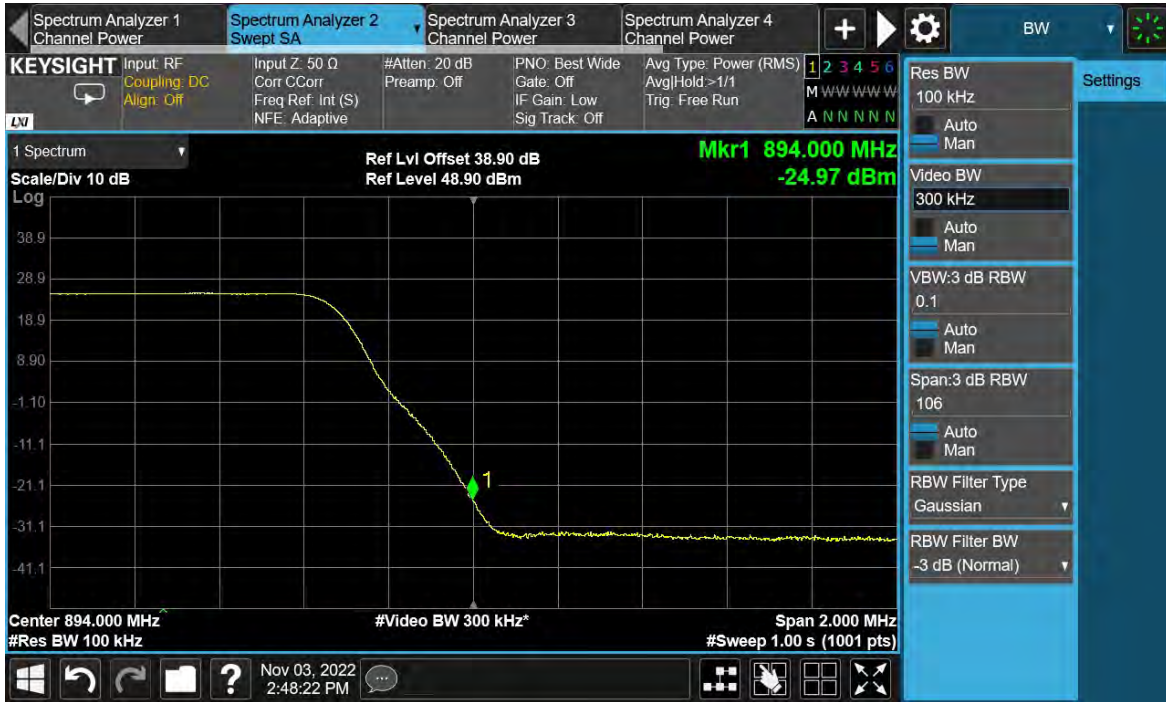 Spectrum Analyzer 1
Channel Power
Spectrum Analyzer 2
Swept SA
Spectrum Analyzer 3
Channel Power
Spectrum Analyzer 4
Channel Power
BW
KEYSIGHT
LXI
Input: RF
Coupling: DC
Align: Off
Input Z: 50 Ω
Corr CCorr
Freq Ref: Int (S)
NFE: Adaptive
#Atten: 20 dB
Preamp: Off
PNO: Best Wide
Gate: Off
IF Gain: Low
Sig Track: Off
Avg Type: Power (RMS)
Avg|Hold:>1/1
Trig: Free Run
1 2 3 4 5 6
M W W W W W
A N N N N N
1 Spectrum
Scale/Div 10 dB
Log
Ref Lvl Offset 38.90 dB
Ref Level 48.90 dBm
Mkr1 894.000 MHz
-24.97 dBm
38.9
28.9
18.9
8.90
-1.10
-11.1
-21.1
-31.1
-41.1
1
Center 894.000 MHz
#Res BW 100 kHz
#Video BW 300 kHz*
Span 2.000 MHz
#Sweep 1.00 s (1001 pts)
Nov 03, 2022
2:48:22 PM
?
Res BW
100 kHz
Auto
Man
Video BW
300 kHz
Auto
Man
VBW:3 dB RBW
0.1
Auto
Man
Span:3 dB RBW
106
Auto
Man
RBW Filter Type
Gaussian
RBW Filter BW
-3 dB (Normal)
Settings